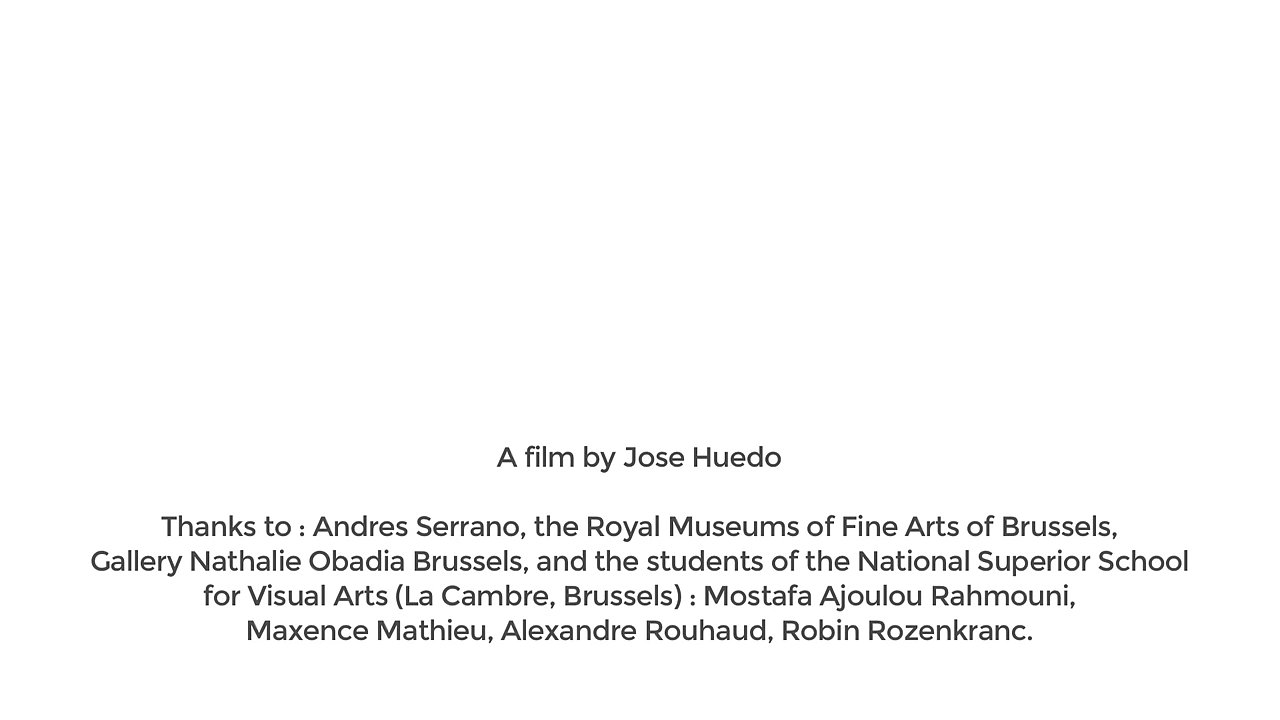 A film by Jose Huedo
Thanks to : Andres Serrano, the Royal Museums of Fine Arts of Brussels,
Gallery Nathalie Obadia Brussels, and the students of the National Superior School
for Visual Arts (La Cambre, Brussels) : Mostafa Ajoulou Rahmouni,
Maxence Mathieu, Alexandre Rouhaud, Robin Rozenkranc.